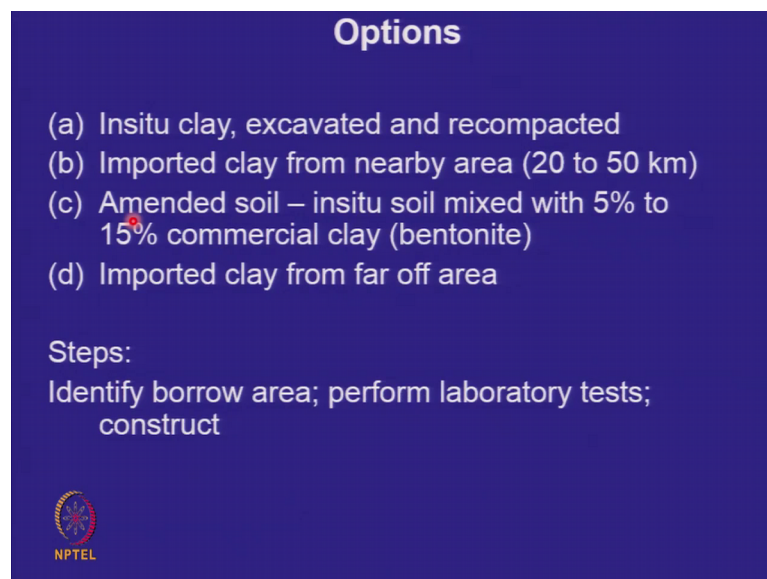 Options
(a) Insitu clay, excavated and recompacted
(b) Imported clay from nearby area (20 to 50 km)
(c) Amended soil – insitu soil mixed with 5% to
15% commercial clay (bentonite)
(d) Imported clay from far off area
Steps:
Identify borrow area; perform laboratory tests;
construct
NPTEL